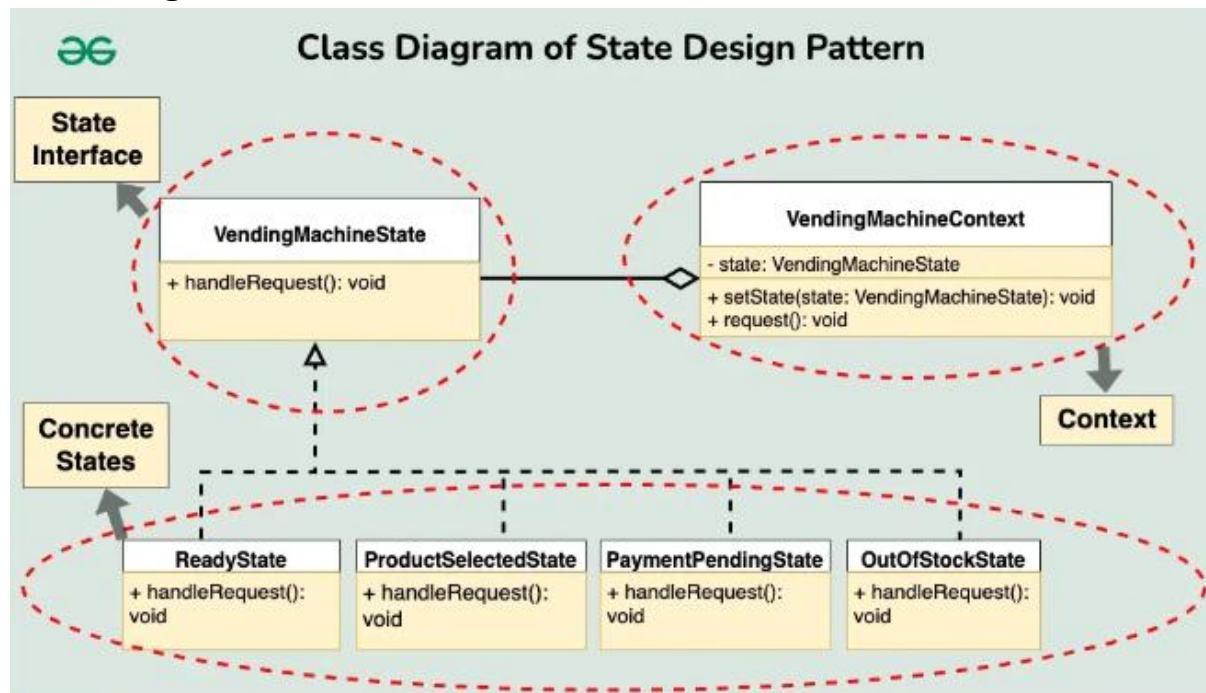 Class Diagram of State Design Pattern
State
Interface
VendingMachineState
+ handleRequest(): void
VendingMachineContext
- state: VendingMachineState
+ setState(state: VendingMachineState): void
+ request(): void
Context
Concrete
States
ReadyState
+ handleRequest():
void
ProductSelectedState
+ handleRequest():
void
PaymentPendingState
+ handleRequest():
void
OutOfStockState
+ handleRequest():
void